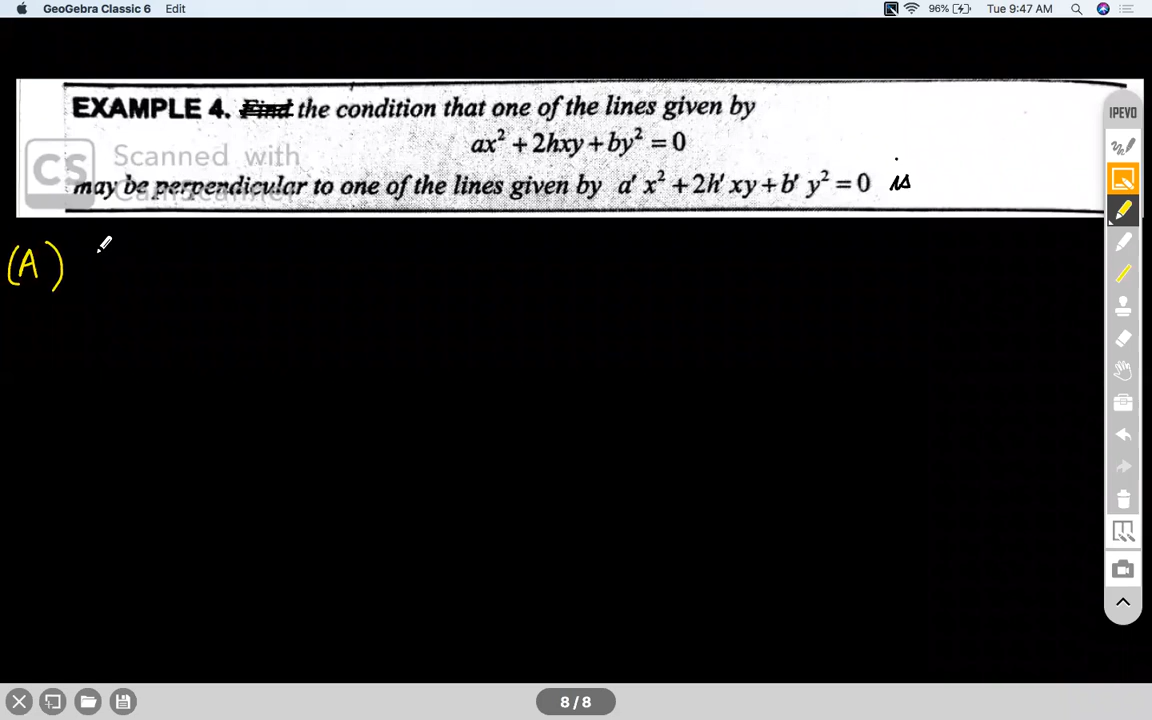 GeoGebra Classic 6 Edit 96% Tue 9:47 AM
EXAMPLE 4. Find the condition that one of the lines given by
ax² + 2hxy + by² = 0
Scanned with
may be perpendicular to one of the lines given by a′ x² + 2h′ xy + b′ y² = 0 is
CS
IPEVO
(A)
8 / 8